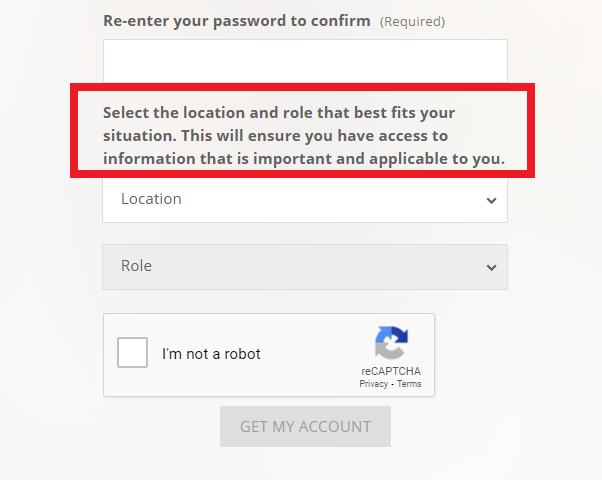 Re-enter your password to confirm (Required)
Select the location and role that best fits your
situation. This will ensure you have access to
information that is important and applicable to you.
Location
Role
I'm not a robot
reCAPTCHA
Privacy - Terms
GET MY ACCOUNT